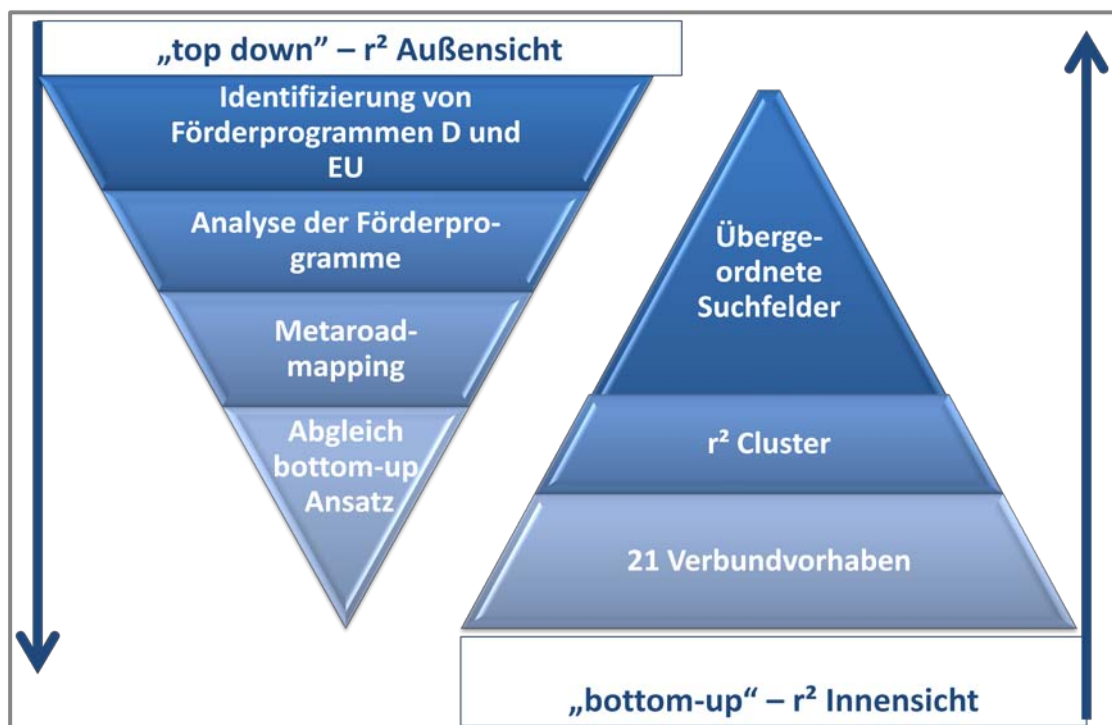 „top down” – r² Außensicht
Identifizierung von
Förderprogrammen D und
EU
Analyse der Förderpro-
gramme
Metaroad-
mapping
Abgleich
bottom-up
Ansatz
Überge-
ordnete
Suchfelder
r² Cluster
21 Verbundvorhaben
„bottom-up“ – r² Innensicht